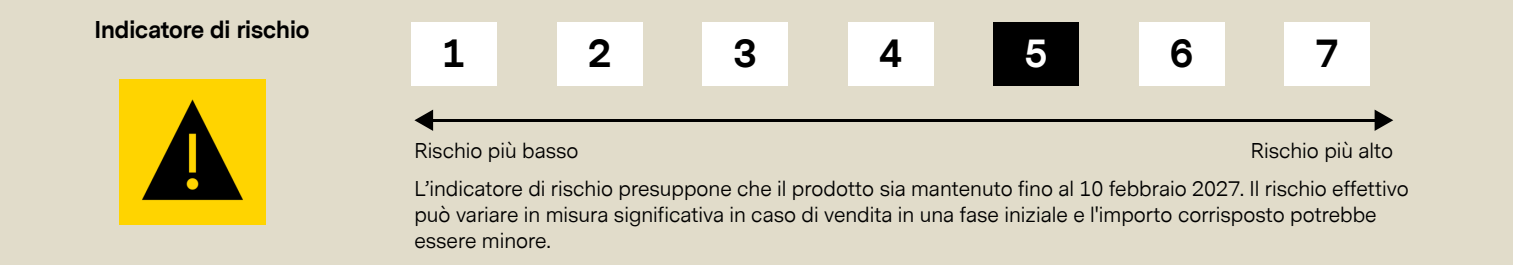 Indicatore di rischio
1 2 3 4 5 6 7
!
Rischio più basso
Rischio più alto
L’indicatore di rischio presuppone che il prodotto sia mantenuto fino al 10 febbraio 2027. Il rischio effettivo
può variare in misura significativa in caso di vendita in una fase iniziale e l'importo corrisposto potrebbe
essere minore.